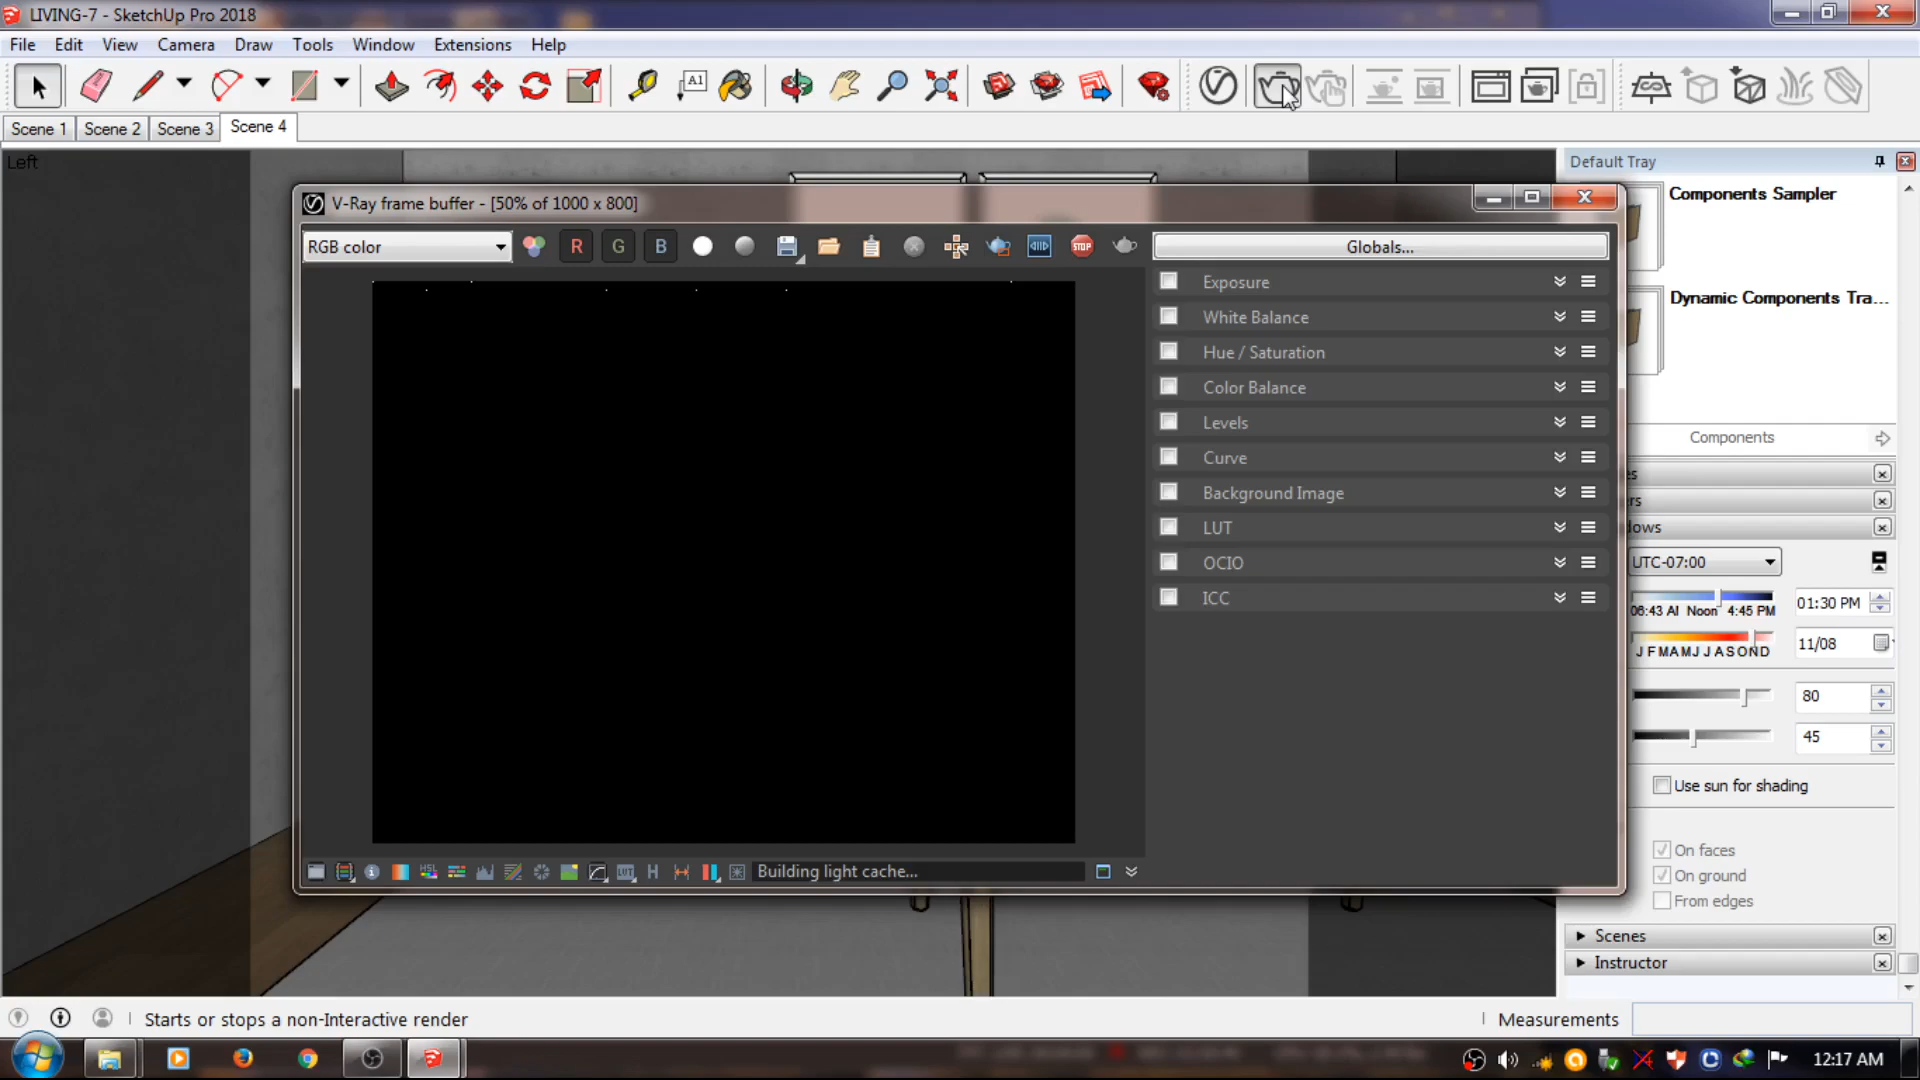 LIVING-7 - SketchUp Pro 2018
File Edit View Camera Draw Tools Window Extensions Help
A1
Scene 1 Scene 2 Scene 3 Scene 4
Left
Default Tray
V-Ray frame buffer - [50% of 1000 x 800]
Components Sampler
RGB color R G B STOP Globals...
Exposure
White Balance
Dynamic Components Tra...
Hue / Saturation
Color Balance
Levels
Components
Curve
Background Image
LUT
OCIO
UTC-07:00
ICC
01:30 PM
06:43 AI Noon 4:45 PM
11/08
J F M A M J J A S O N D
80
45
Use sun for shading
On faces
HSL LUT H Building light cache...
On ground
From edges
Scenes
Instructor
Starts or stops a non-Interactive render
Measurements
12:17 AM